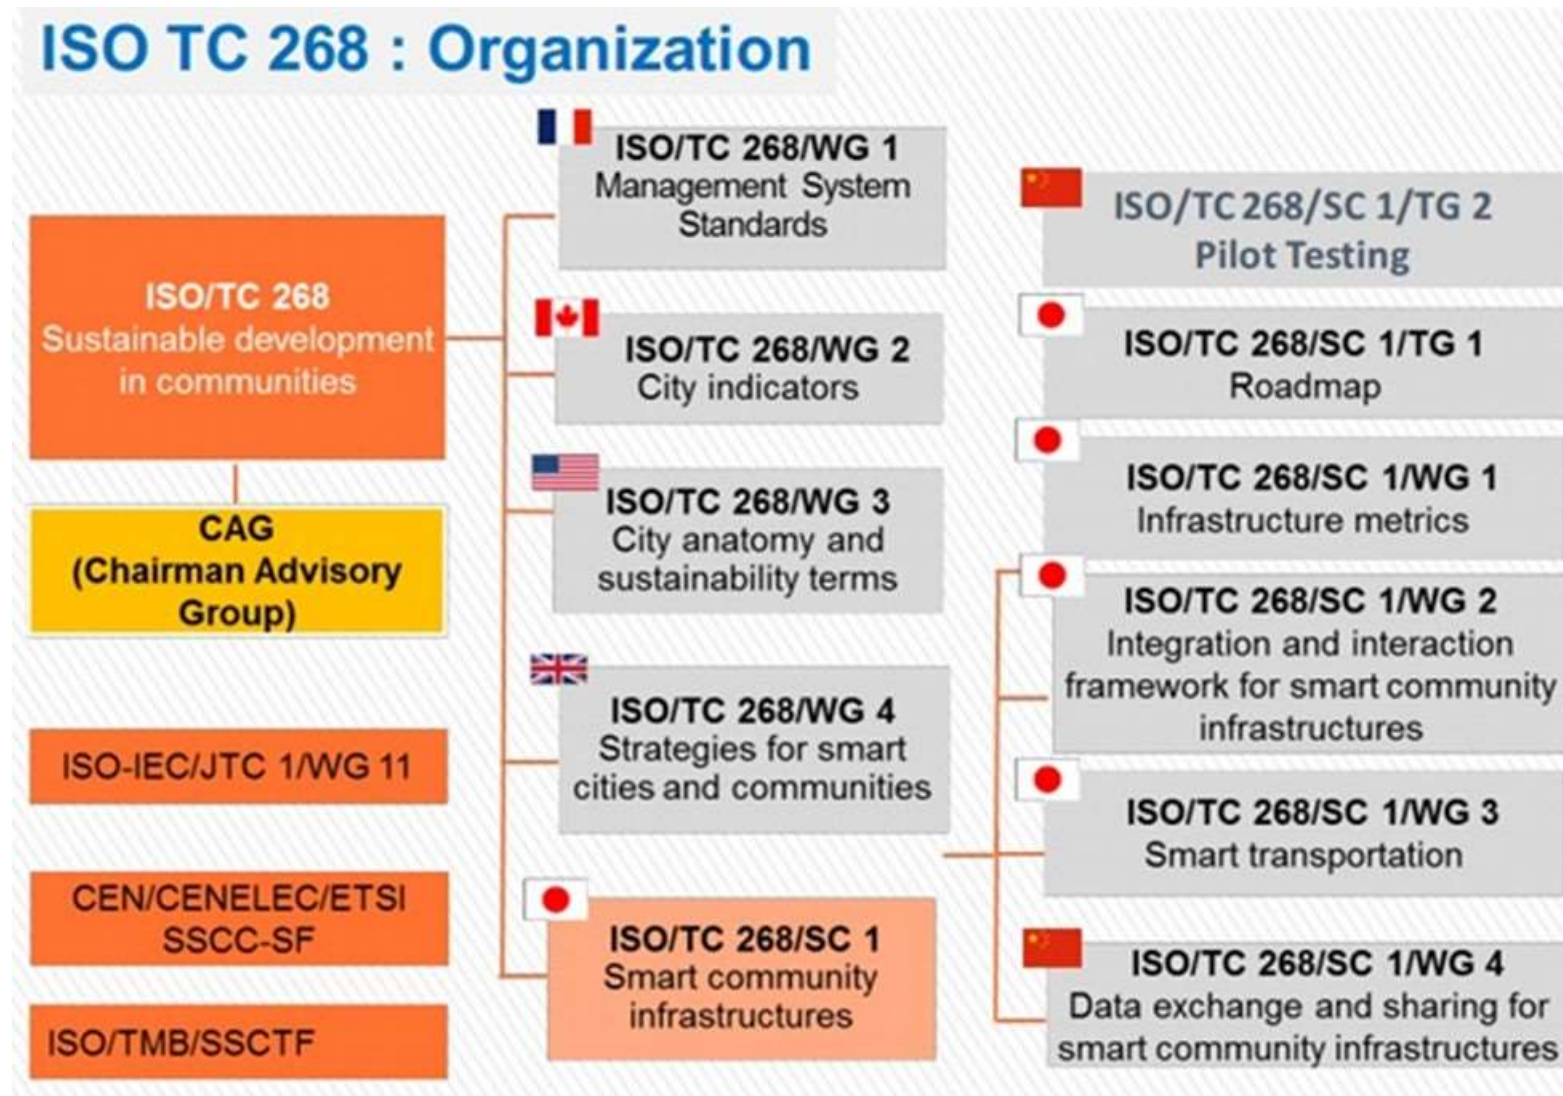 ISO TC 268 : Organization
ISO/TC 268
Sustainable development
in communities
CAG
(Chairman Advisory
Group)
ISO-IEC/JTC 1/WG 11
CEN/CENELEC/ETSI
SSCC-SF
ISO/TMB/SSCTF
ISO/TC 268/WG 1
Management System
Standards
ISO/TC 268/WG 2
City indicators
ISO/TC 268/WG 3
City anatomy and
sustainability terms
ISO/TC 268/WG 4
Strategies for smart
cities and communities
ISO/TC 268/SC 1
Smart community
infrastructures
ISO/TC 268/SC 1/TG 2
Pilot Testing
ISO/TC 268/SC 1/TG 1
Roadmap
ISO/TC 268/SC 1/WG 1
Infrastructure metrics
ISO/TC 268/SC 1/WG 2
Integration and interaction
framework for smart community
infrastructures
ISO/TC 268/SC 1/WG 3
Smart transportation
ISO/TC 268/SC 1/WG 4
Data exchange and sharing for
smart community infrastructures